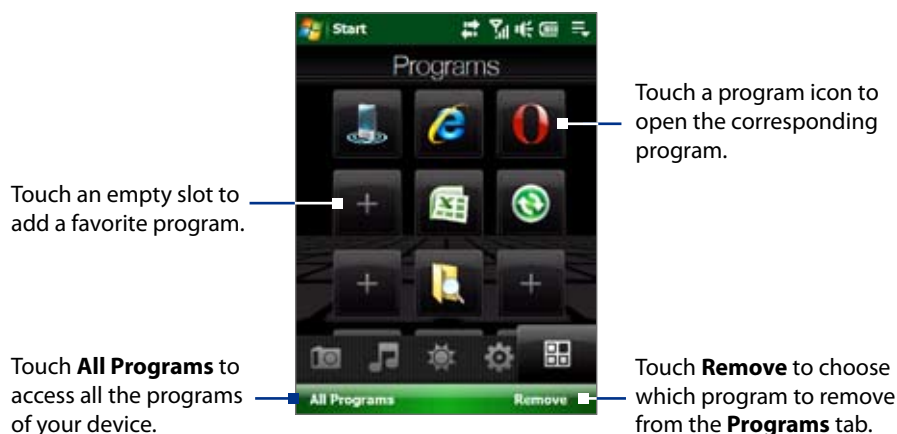 Start
Programs
Touch a program icon to
open the corresponding
program.
Touch an empty slot to
add a favorite program.
Touch All Programs to
access all the programs
of your device.
All Programs
Remove
Touch Remove to choose
which program to remove
from the Programs tab.